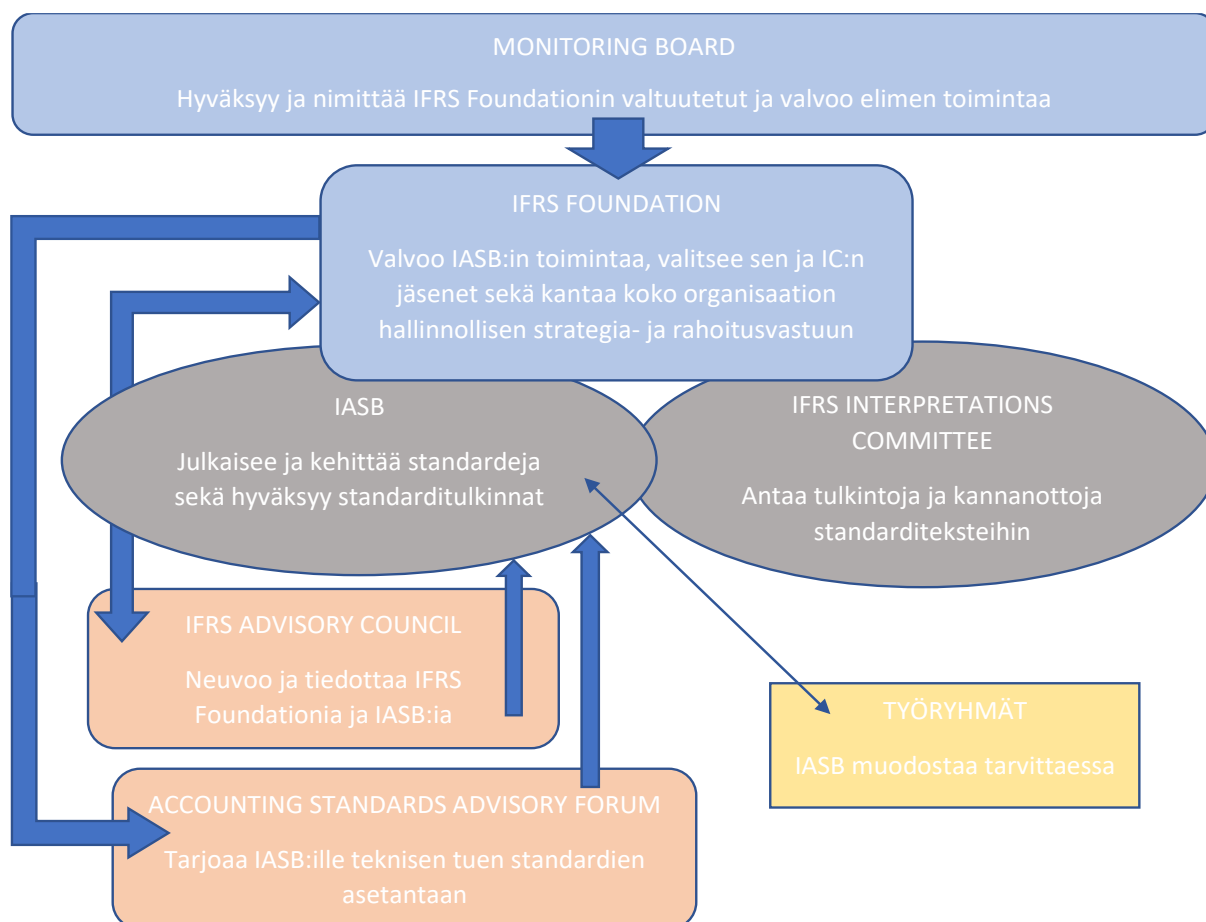 MONITORING BOARD
Hyväksyy ja nimittää IFRS Foundationin valtuutetut ja valvoo elimen toimintaa
IFRS FOUNDATION
Valvoo IASB:in toimintaa, valitsee sen ja IC:n
jäsenet sekä kantaa koko organisaation
hallinnollisen strategia- ja rahoitusvastuun
IASB
Julkaisee ja kehittää standardeja
sekä hyväksyy standarditulkinnat
IFRS INTERPRETATIONS
COMMITTEE
Antaa tulkintoja ja kannanottoja
standarditeksteihin
IFRS ADVISORY COUNCIL
Neuvoo ja tiedottaa IFRS
Foundationia ja IASB:ia
TYÖRYHMÄT
IASB muodostaa tarvittaessa
ACCOUNTING STANDARDS ADVISORY FORUM
Tarjoaa IASB:ille teknisen tuen standardien
asetantaan